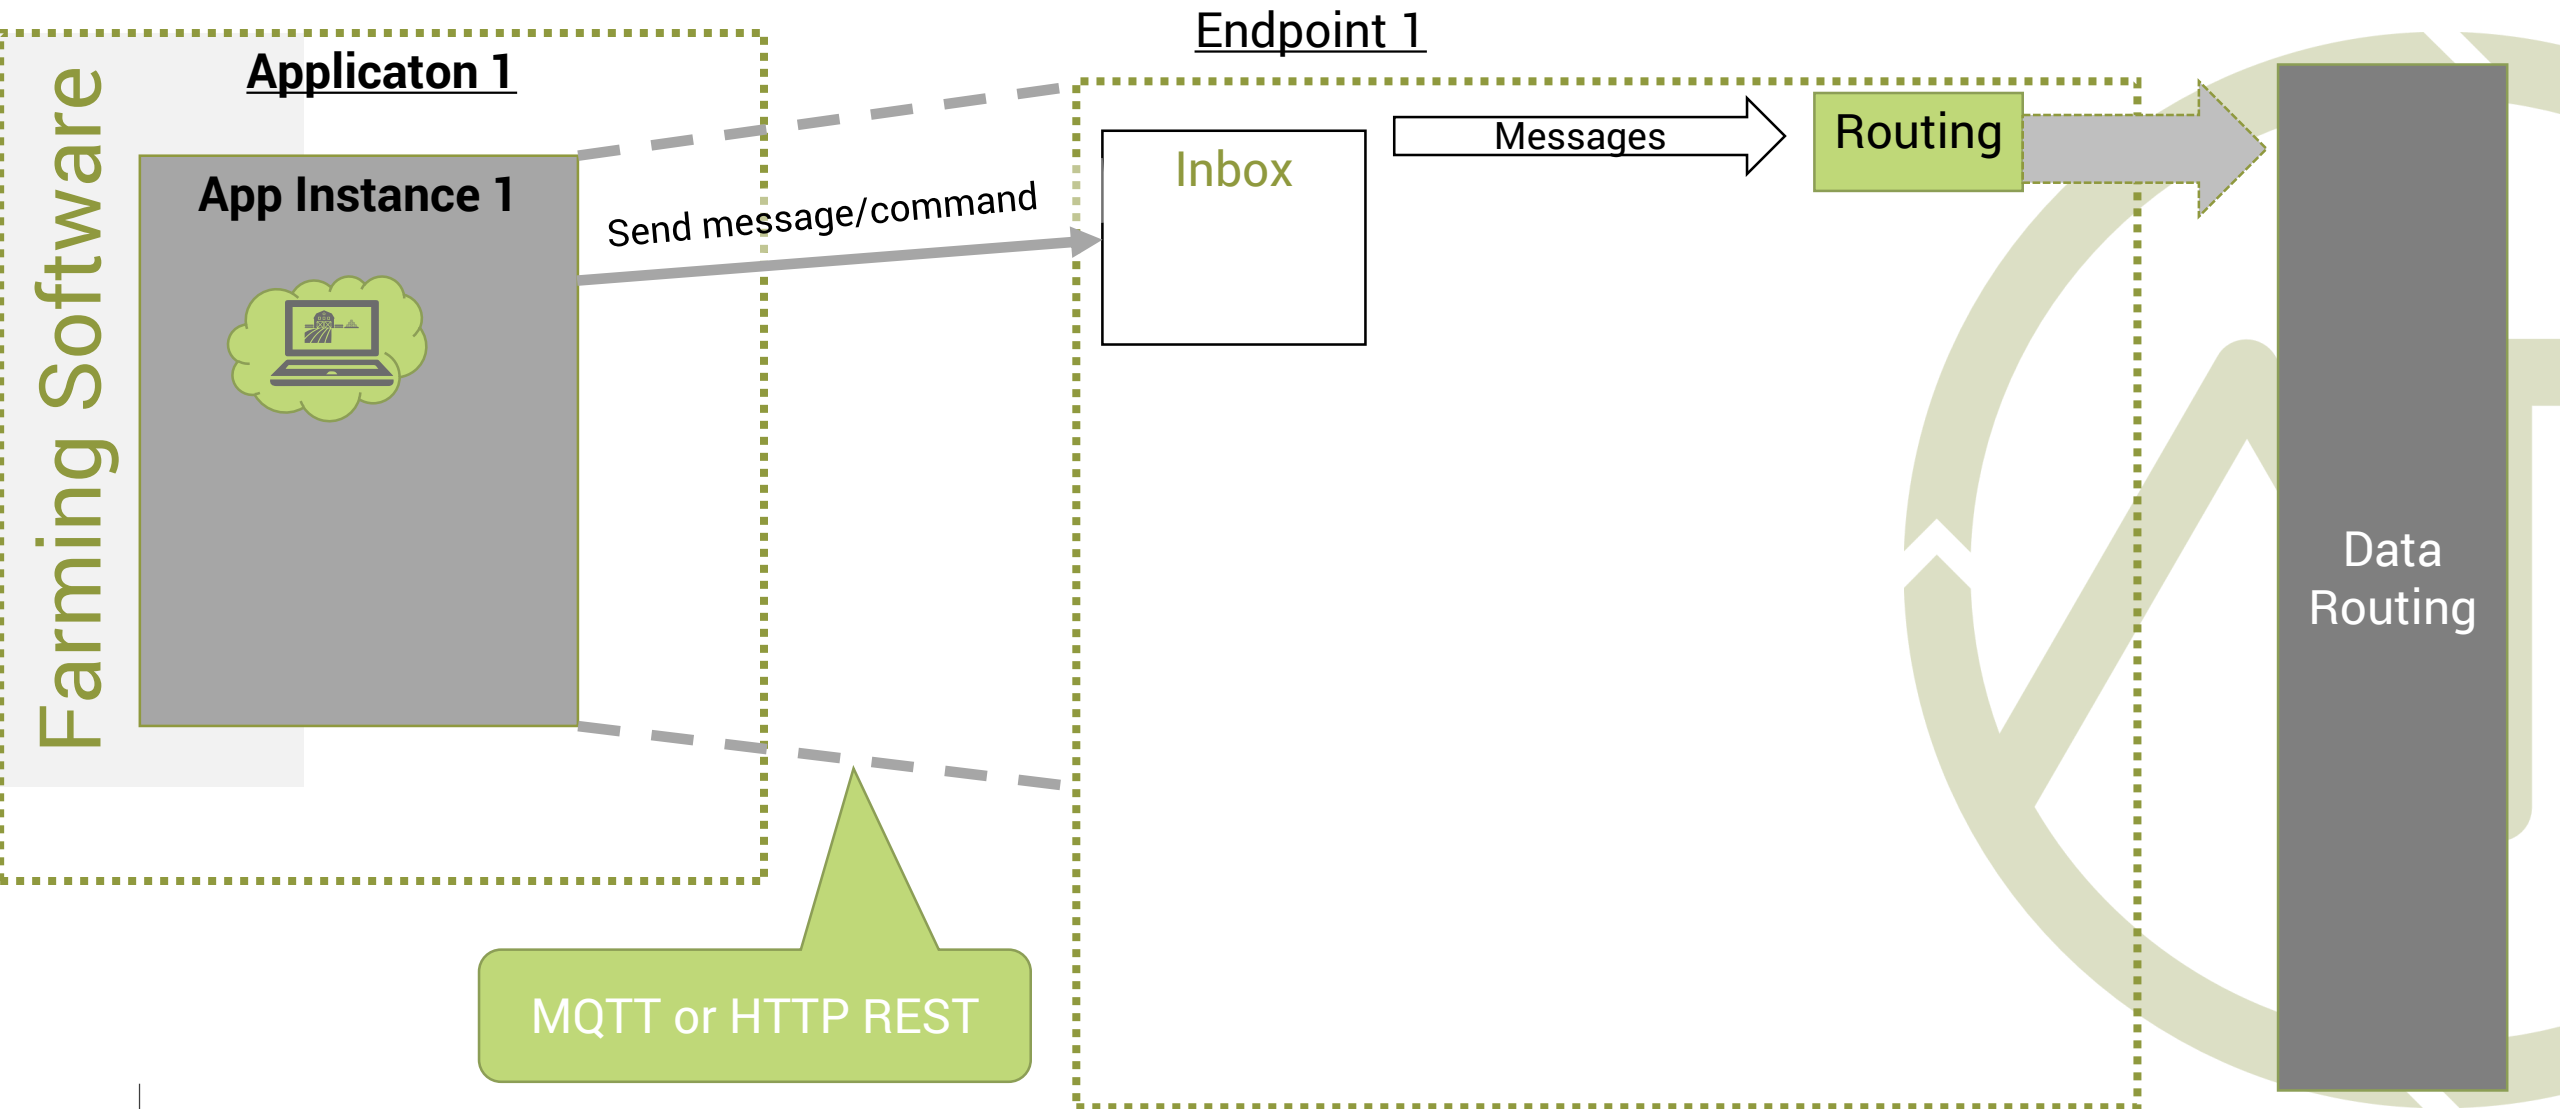 Endpoint 1
Applicaton 1
Farming Software
App Instance 1
Send message/command
Inbox
Messages
Routing
Data
Routing
MQTT or HTTP REST